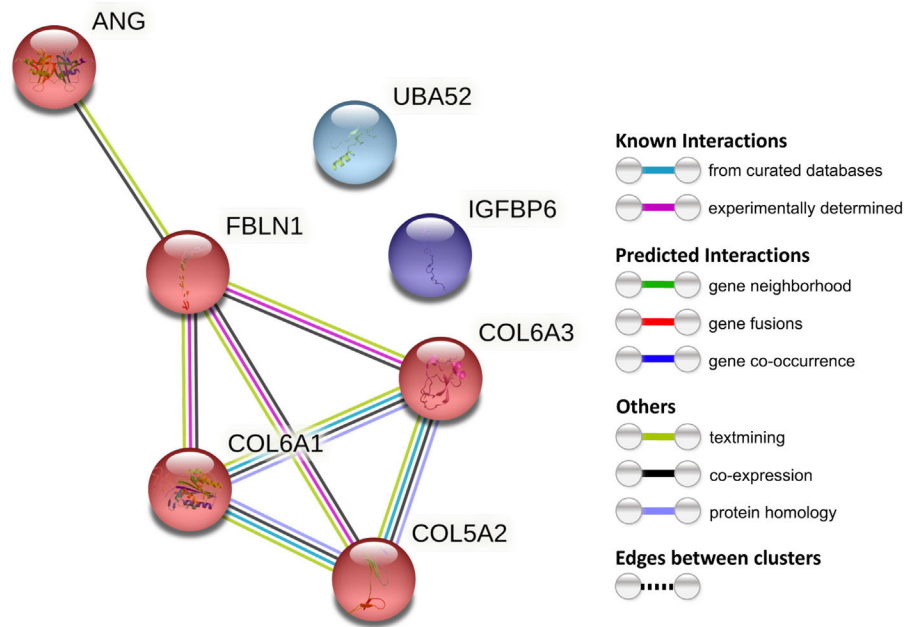 ANG
UBA52
IGFBP6
FBLN1
COL6A3
COL6A1
COL5A2
Known Interactions
from curated databases
experimentally determined
Predicted Interactions
gene neighborhood
gene fusions
gene co-occurrence
Others
textmining
co-expression
protein homology
Edges between clusters